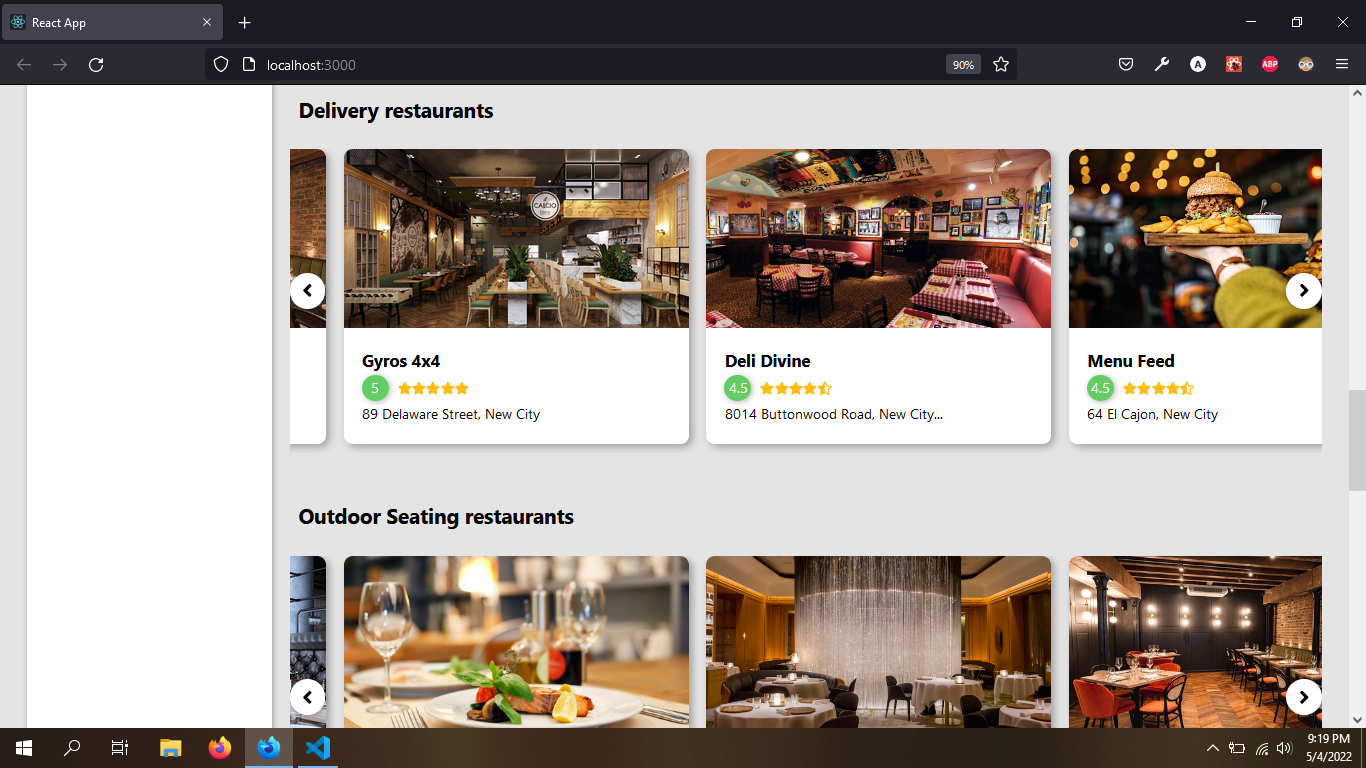 React App
localhost:3000
90%
A
ABP
Delivery restaurants
CALCIO
Gyros 4x4
5
89 Delaware Street, New City
Deli Divine
4.5
8014 Buttonwood Road, New City...
Menu Feed
4.5
64 El Cajon, New City
Outdoor Seating restaurants
9:19 PM
5/4/2022